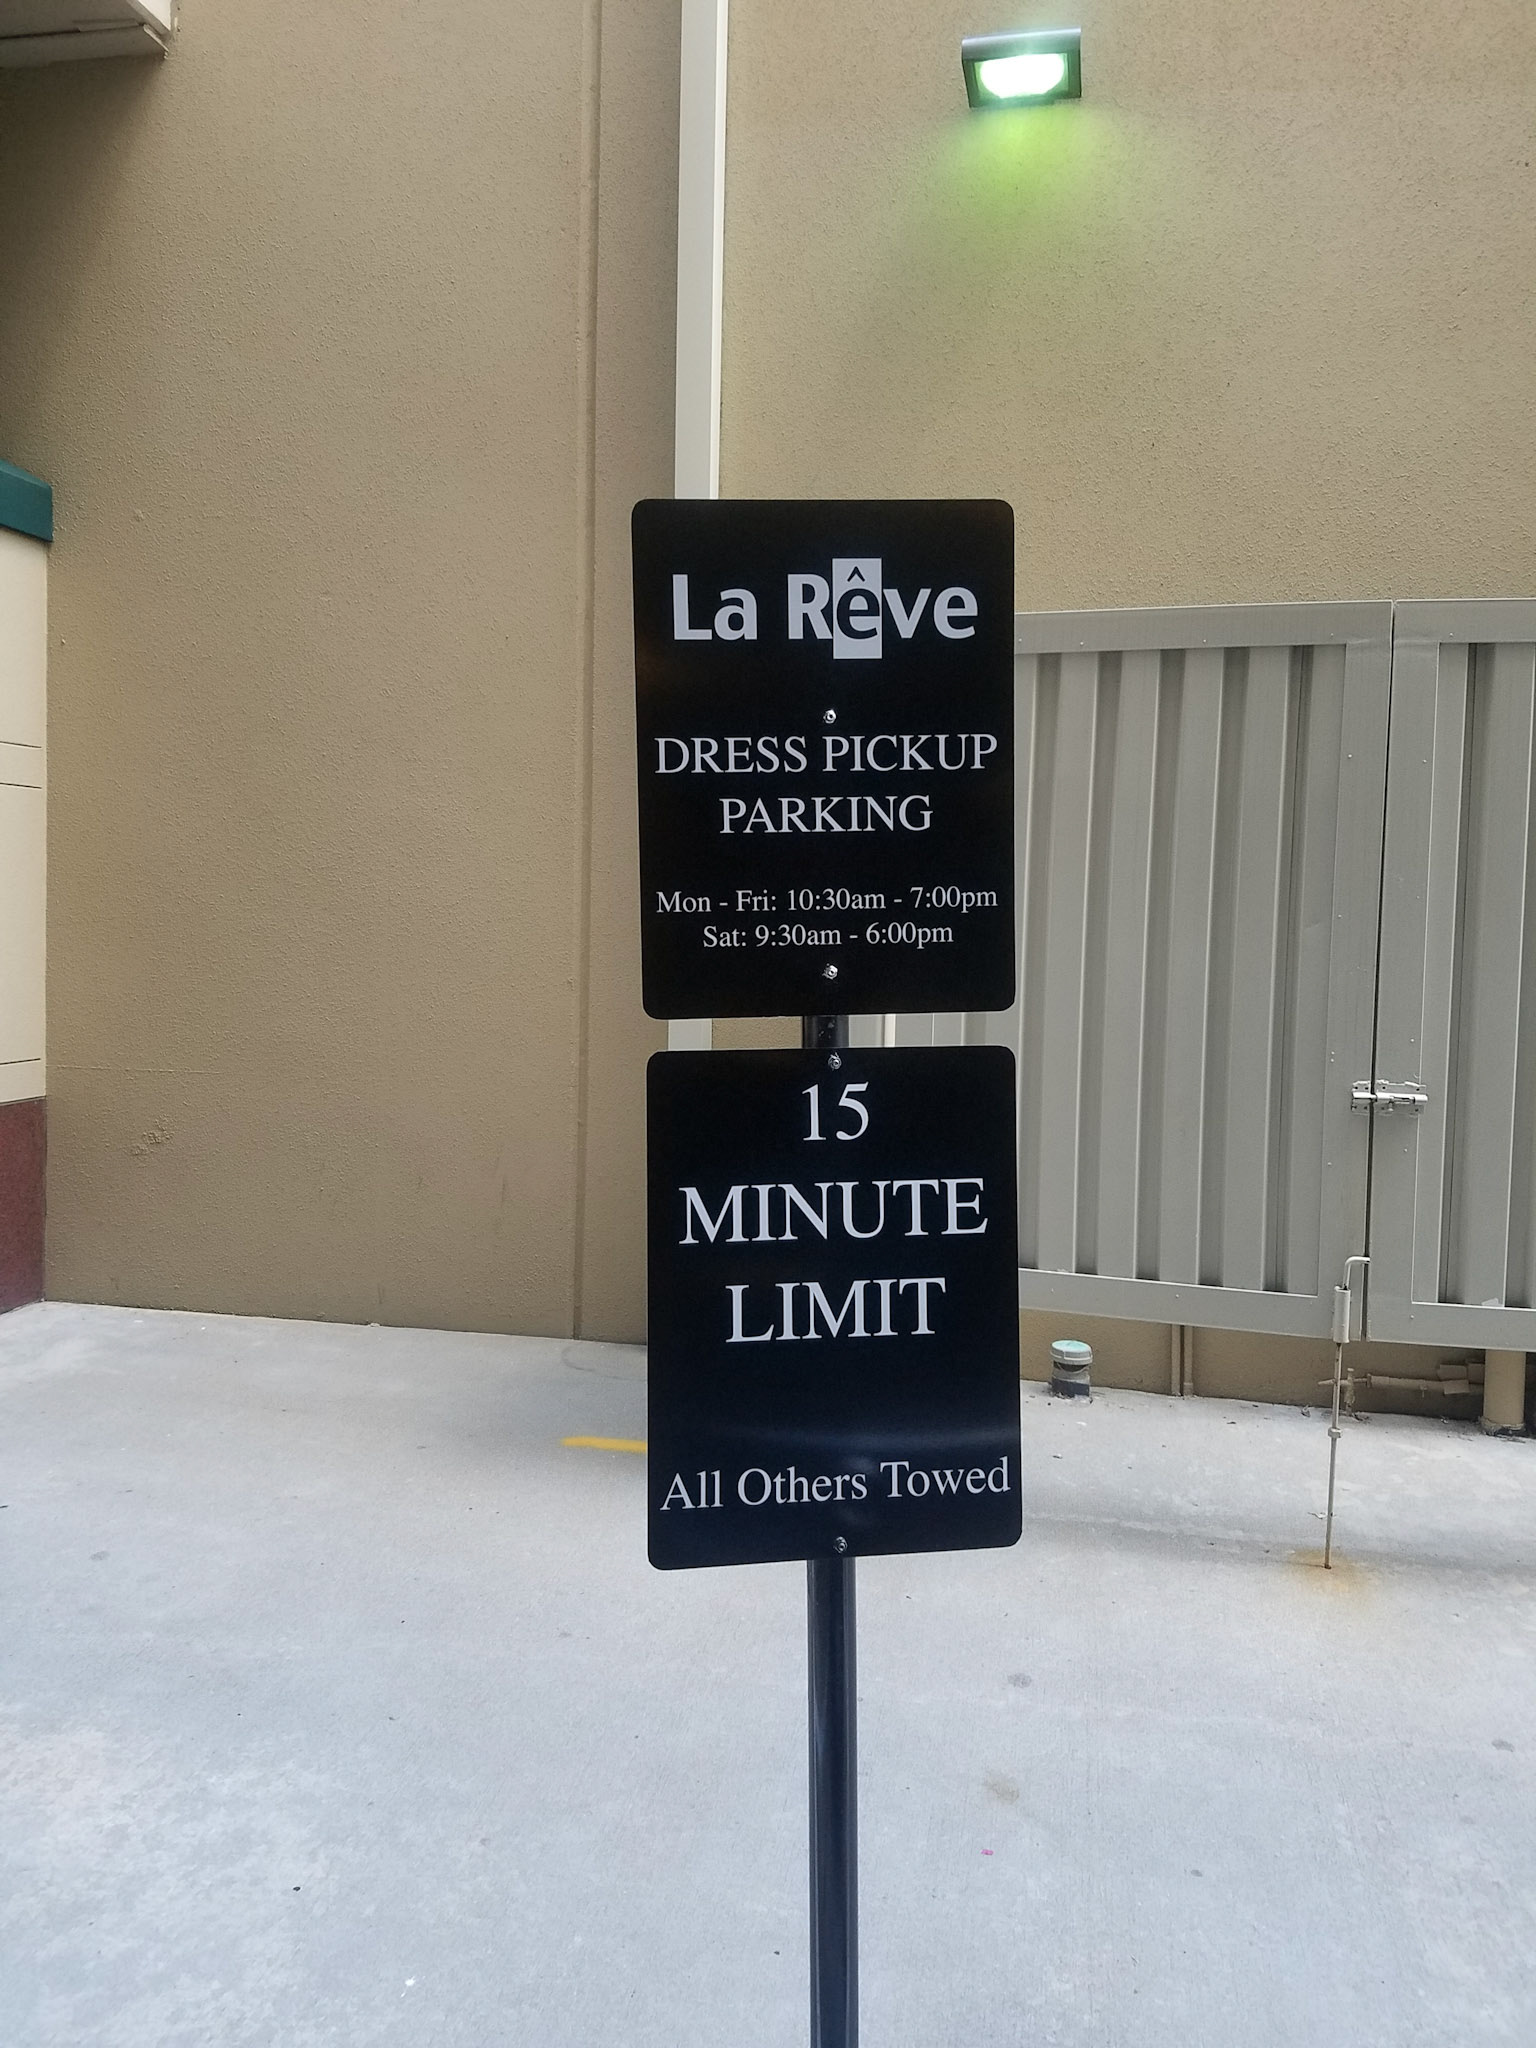 La Rêve
DRESS PICKUP
PARKING
Mon - Fri: 10:30am - 7:00pm
Sat: 9:30am - 6:00pm
15
MINUTE
LIMIT
All Others Towed